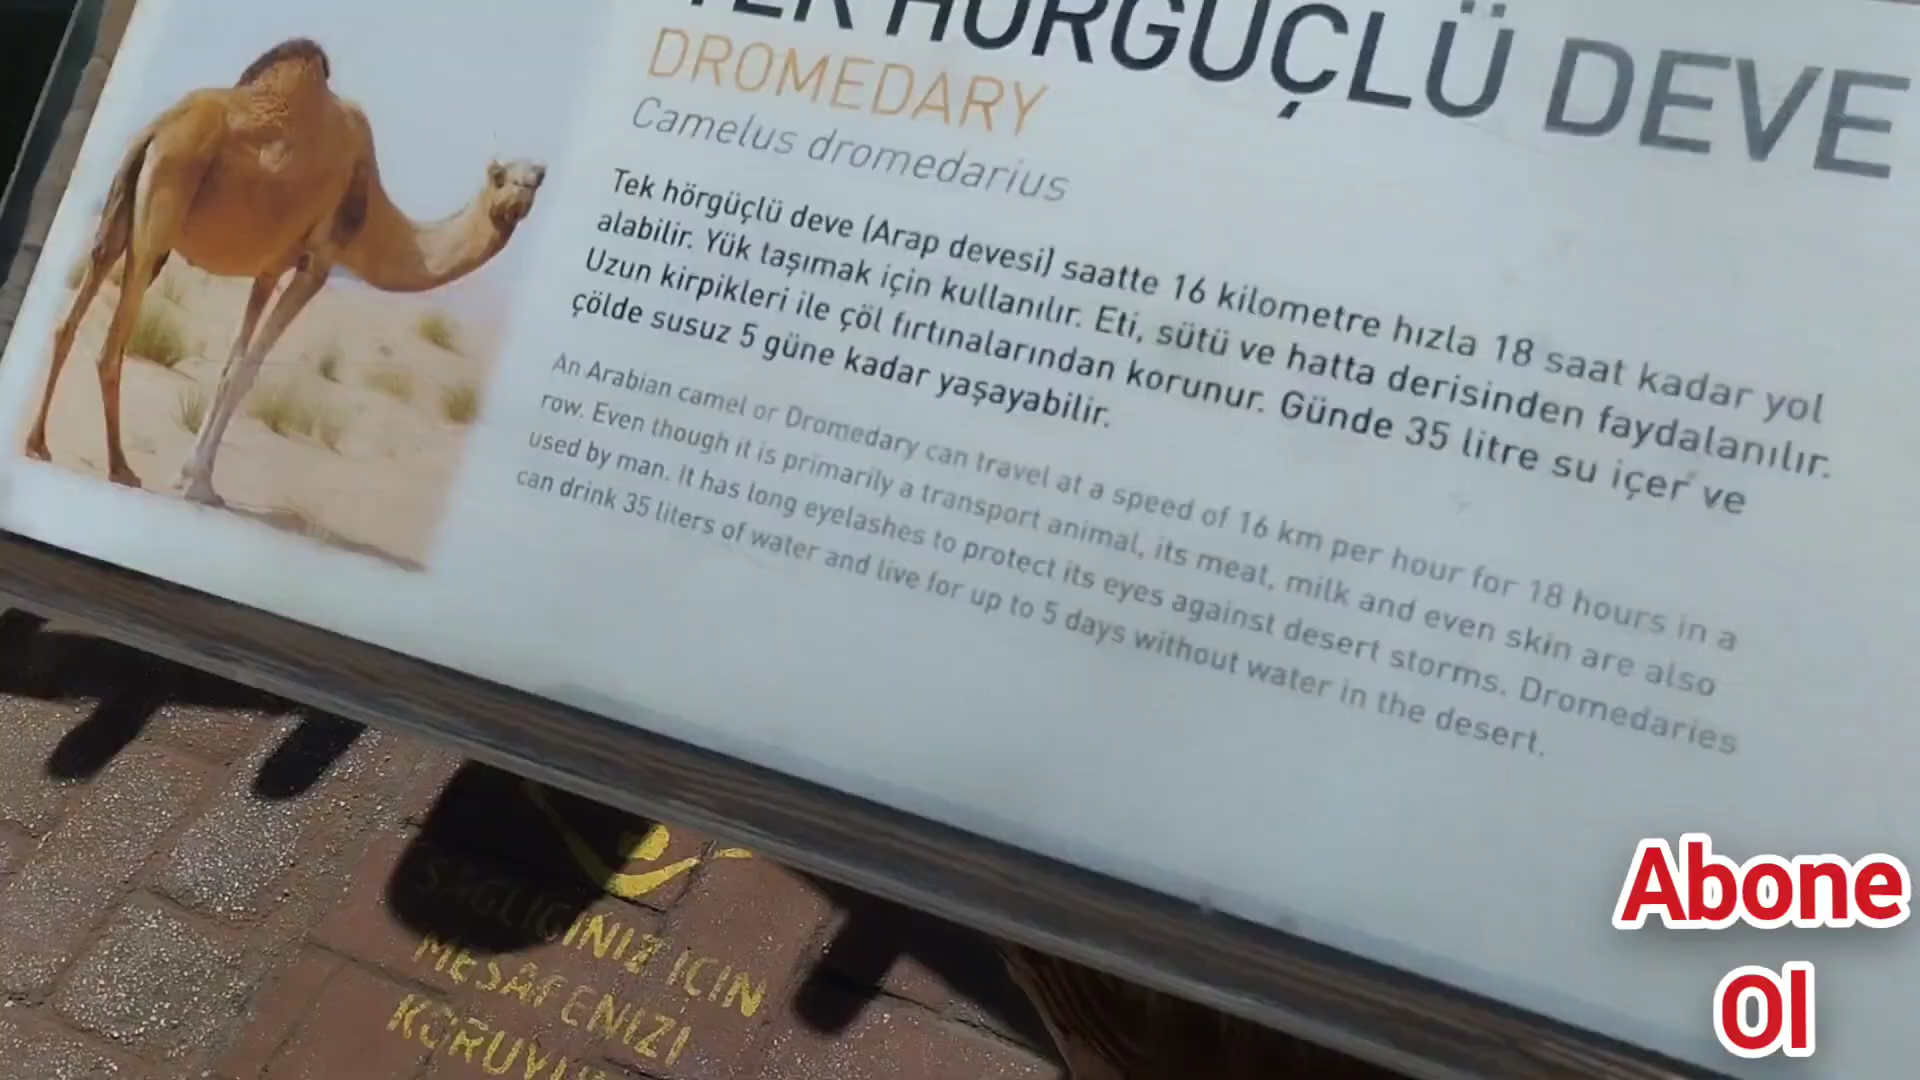 TEK HÖRGÜÇLÜ DEVE
DROMEDARY
Camelus dromedarius
Tek hörgüçlü deve (Arap devesi) saatte 16 kilometre hızla 18 saat kadar yol
alabilir. Yük taşımak için kullanılır. Eti, sütü ve hatta derisinden faydalanılır.
Uzun kirpikleri ile çöl fırtınalarından korunur. Günde 35 litre su içer ve
çölde susuz 5 güne kadar yaşayabilir.
An Arabian camel or Dromedary can travel at a speed of 16 km per hour for 18 hours in a
row. Even though it is primarily a transport animal, its meat, milk and even skin are also
used by man. It has long eyelashes to protect its eyes against desert storms. Dromedaries
can drink 35 liters of water and live for up to 5 days without water in the desert.
SAĞLIĞINIZ İÇİN
MESAFENİZİ
Abone
Ol